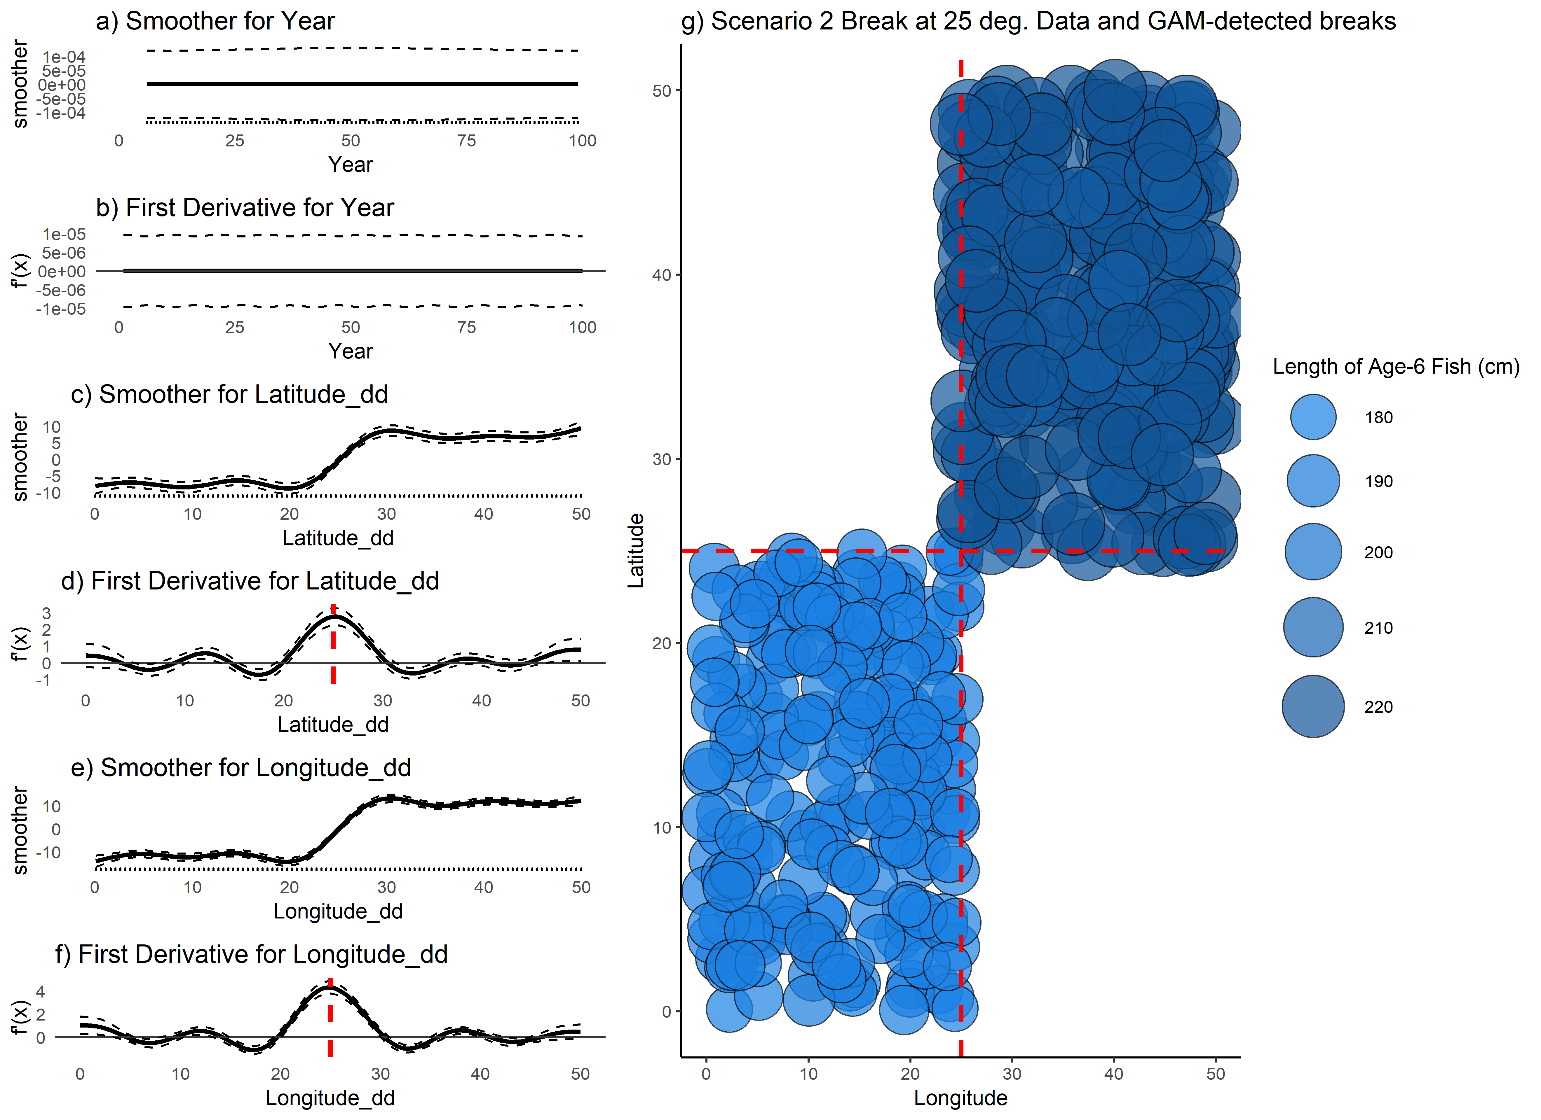 a) Smoother for Year
smoother
1e-04
5e-05
0e+00
-5e-05
-1e-04
0 25 50 75 100
Year
b) First Derivative for Year
f'(x)
1e-05
5e-06
0e+00
-5e-06
-1e-05
0 25 50 75 100
Year
c) Smoother for Latitude_dd
smoother
10
5
0
-5
-10
0 10 20 30 40 50
Latitude_dd
d) First Derivative for Latitude_dd
f'(x)
3
2
1
0
-1
0 10 20 30 40 50
Latitude_dd
e) Smoother for Longitude_dd
smoother
10
0
-10
0 10 20 30 40 50
Longitude_dd
f) First Derivative for Longitude_dd
f'(x)
4
2
0
0 10 20 30 40 50
Longitude_dd
g) Scenario 2 Break at 25 deg. Data and GAM-detected breaks
Latitude
50
40
30
20
10
0
0 10 20 30 40 50
Longitude
Length of Age-6 Fish (cm)
180
190
200
210
220